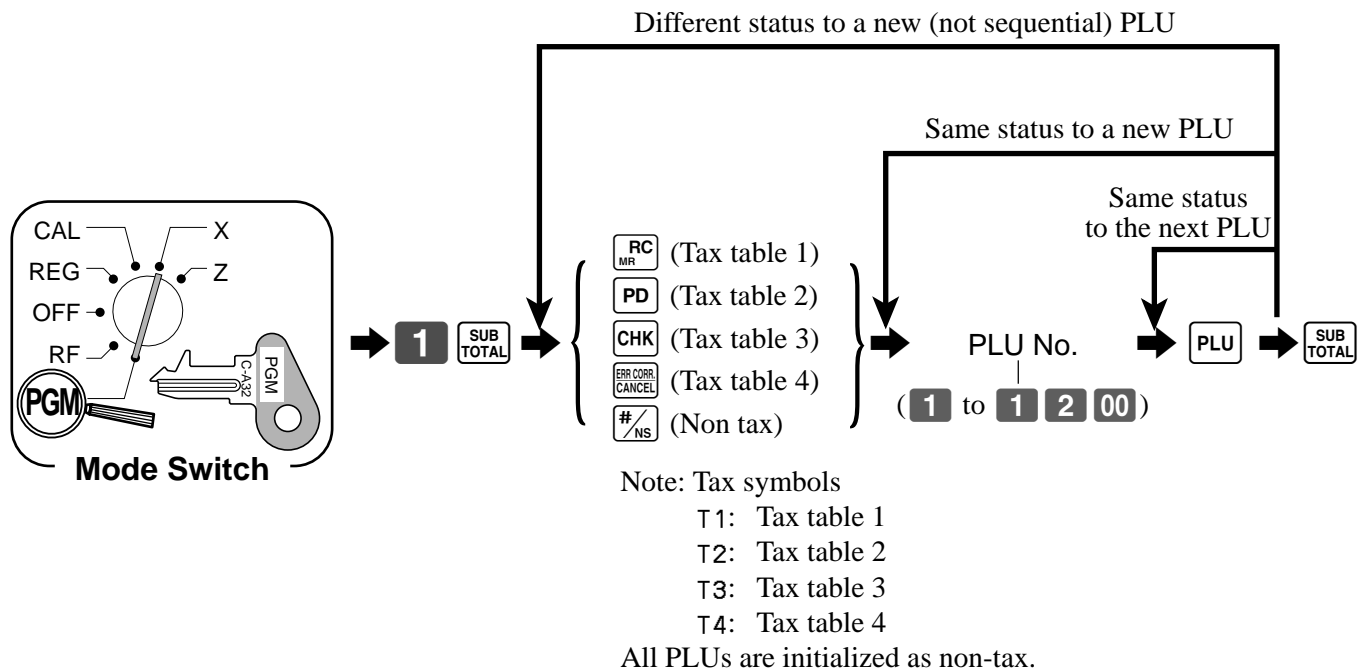 Different status to a new (not sequential) PLU
Same status to a new PLU
Same status
to the next PLU
CAL
X
REG
Z
OFF
RF
PGM
PGM
C-A32
Mode Switch
1
SUB TOTAL
RC MR (Tax table 1)
PD (Tax table 2)
CHK (Tax table 3)
ERR CORR. CANCEL (Tax table 4)
#/NS (Non tax)
PLU No.
(1 to 1 2 00)
PLU
SUB TOTAL
Note: Tax symbols
T1: Tax table 1
T2: Tax table 2
T3: Tax table 3
T4: Tax table 4
All PLUs are initialized as non-tax.